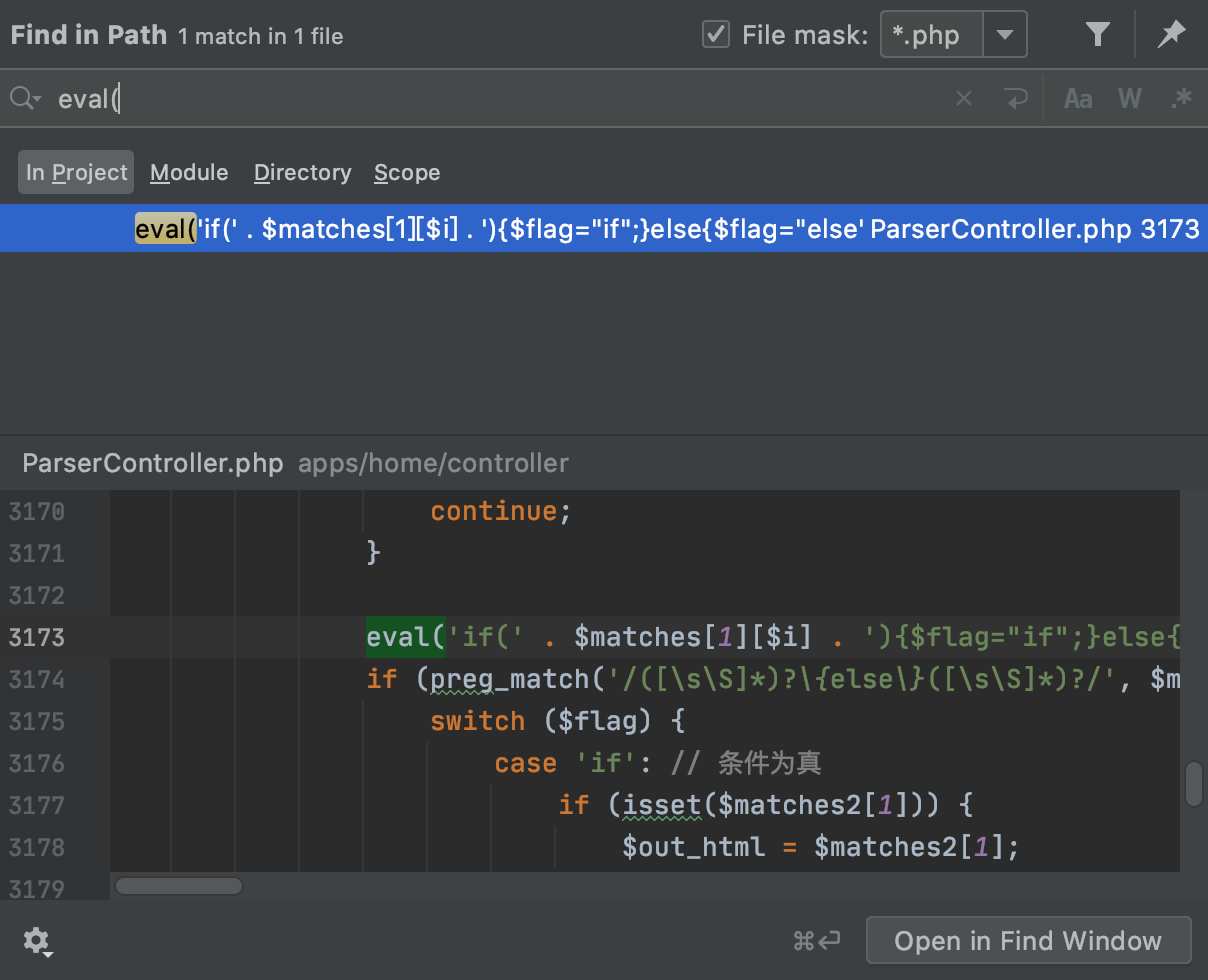 Find in Path 1 match in 1 file File mask: *.php
eval( Aa W .*
In Project Module Directory Scope
eval('if(' . $matches[1][$i] . '){$flag="if";}else{$flag="else' ParserController.php 3173
ParserController.php apps/home/controller
3170 continue;
3171 }
3172
3173 eval('if(' . $matches[1][$i] . '){$flag="if";}else{
3174 if (preg_match('/([\s\S]*)?\{else\}([\s\S]*)?/', $m
3175 switch ($flag) {
3176 case 'if': // 条件为真
3177 if (isset($matches2[1])) {
3178 $out_html = $matches2[1];
3179
⌘↩ Open in Find Window